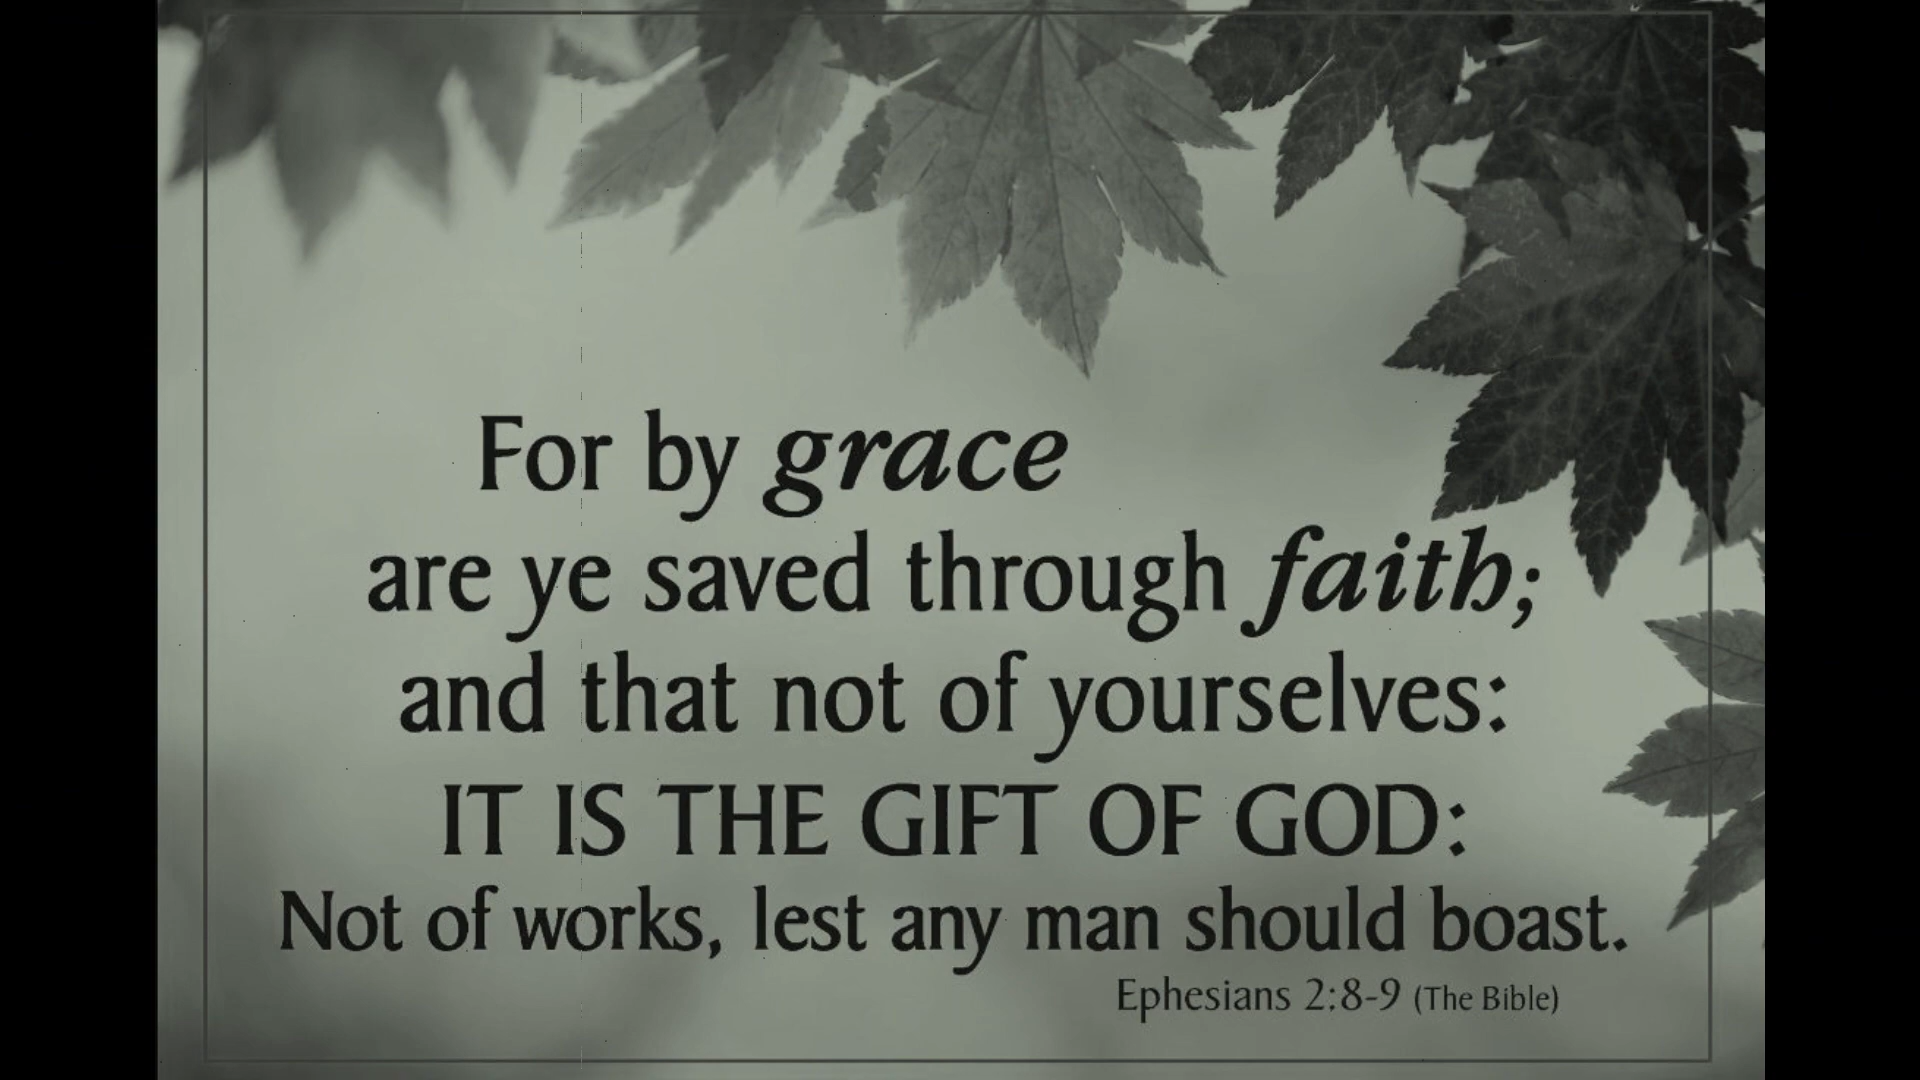 For by grace
are ye saved through faith;
and that not of yourselves:
IT IS THE GIFT OF GOD:
Not of works, lest any man should boast.
Ephesians 2:8-9 (The Bible)